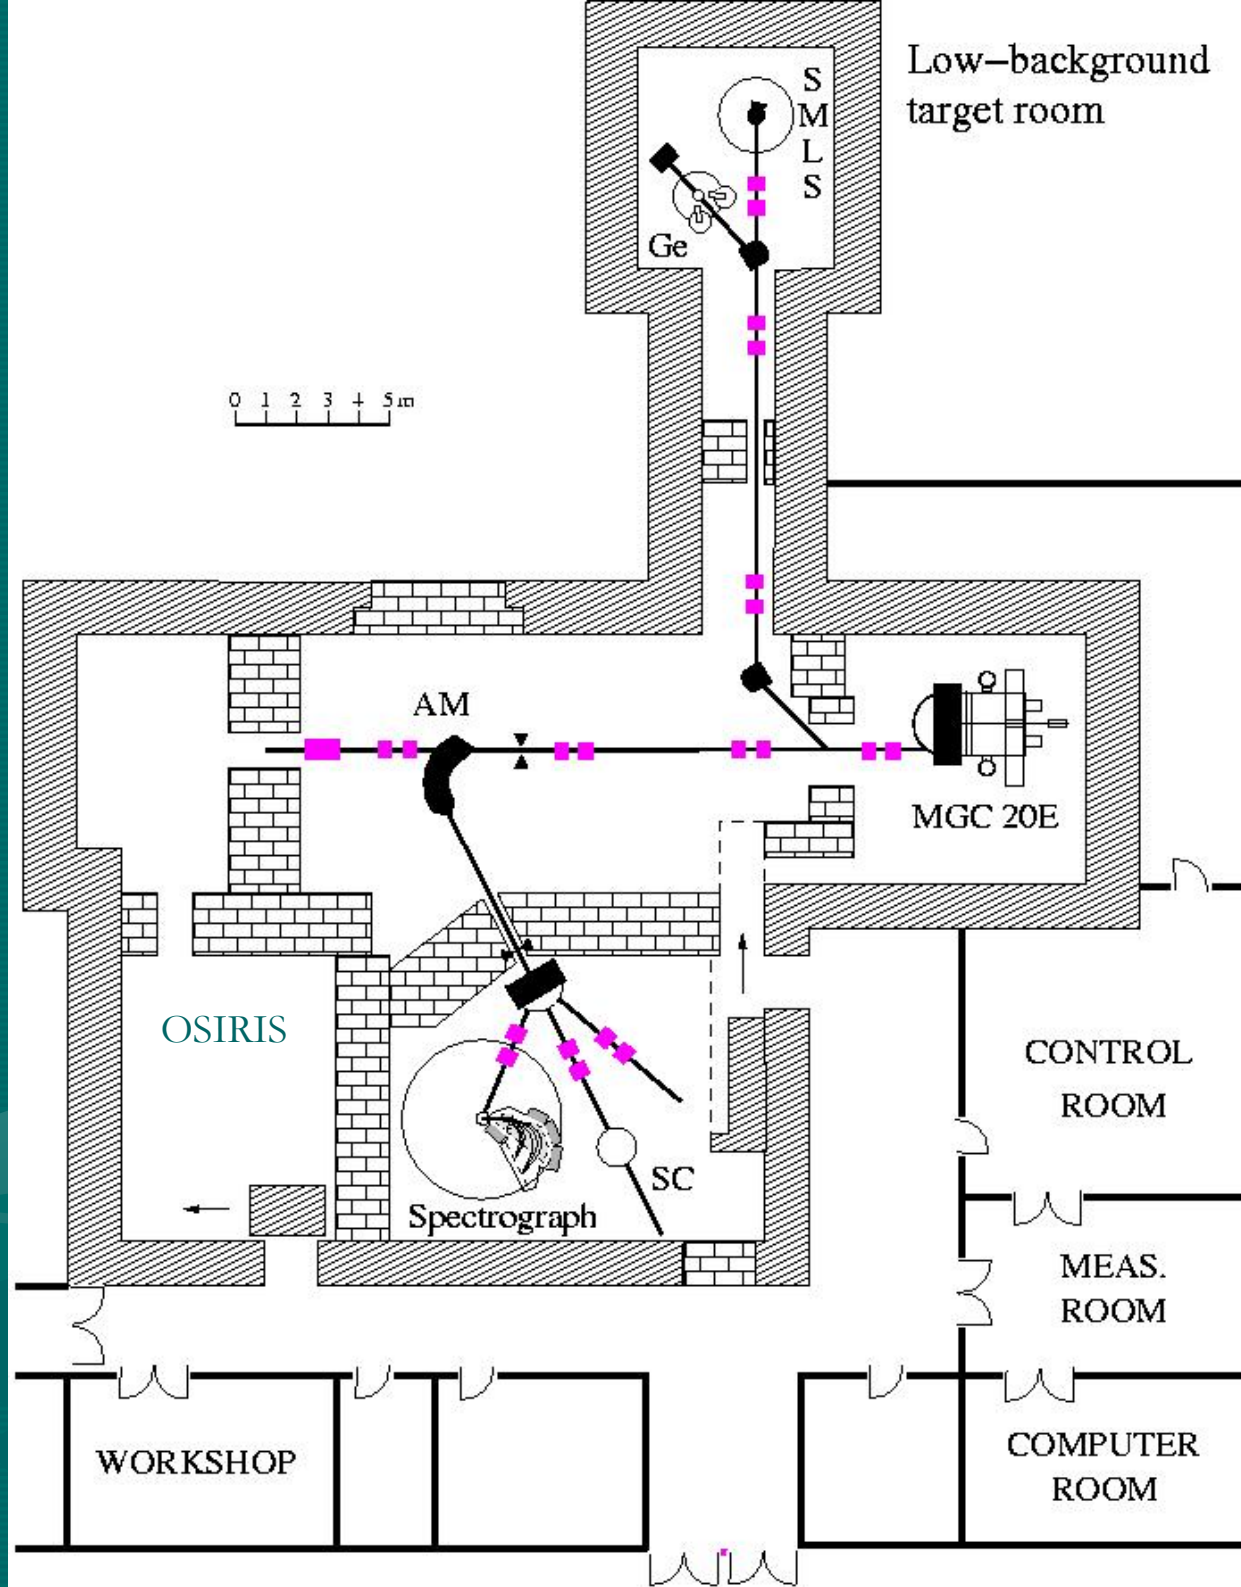 Low–background
target room
S
M
L
S
Ge
0 1 2 3 4 5 m
AM
MGC 20E
OSIRIS
CONTROL
ROOM
SC
Spectrograph
MEAS.
ROOM
WORKSHOP
COMPUTER
ROOM